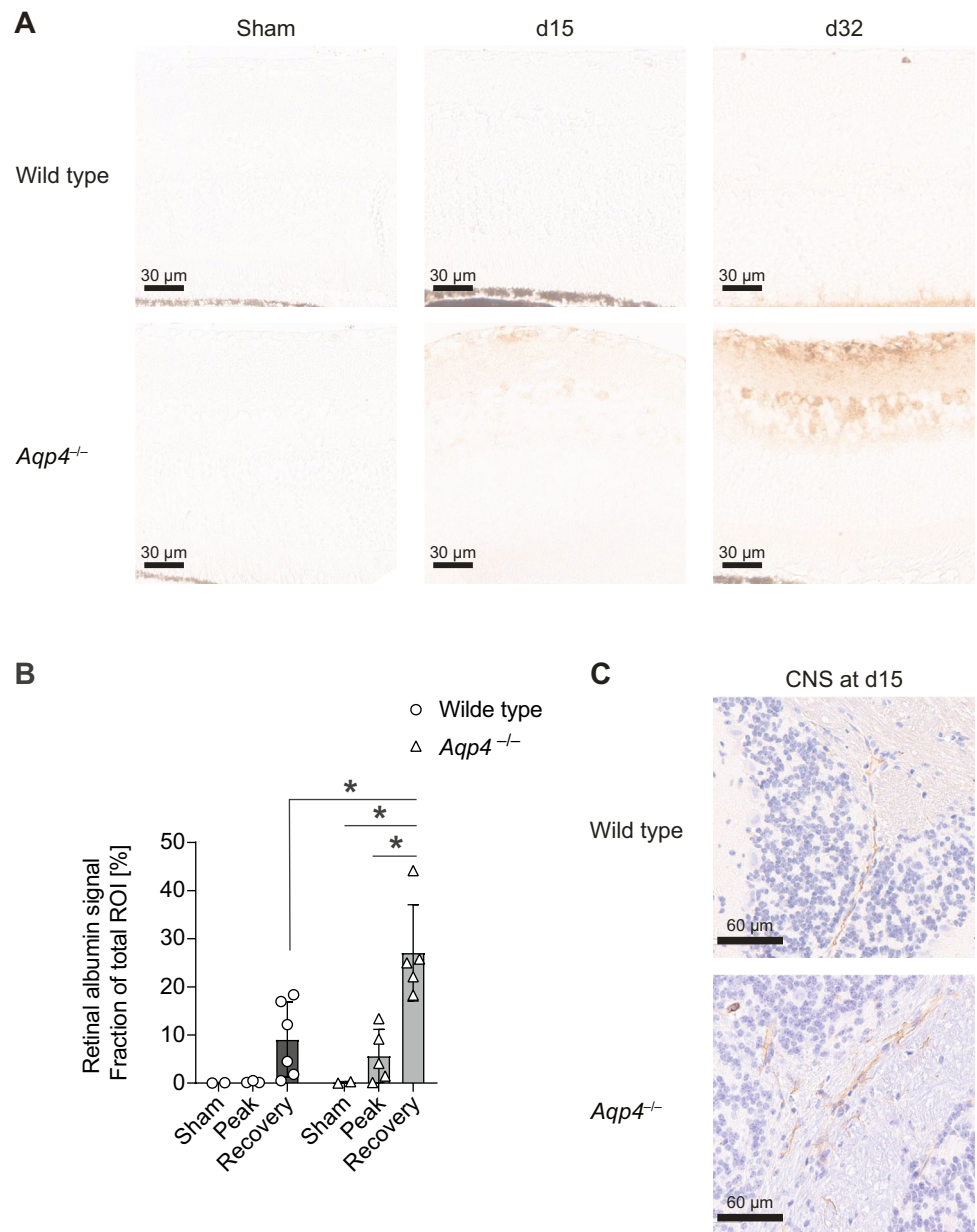 A
Sham
d15
d32
Wild type
30 µm
30 µm
30 µm
Aqp4–/–
30 µm
30 µm
30 µm
B
Wilde type
Aqp4 –/–
*
*
*
Retinal albumin signal
Fraction of total ROI [%]
50
40
30
20
10
0
Sham
Peak
Recovery
Sham
Peak
Recovery
C
CNS at d15
Wild type
60 µm
Aqp4–/–
60 µm